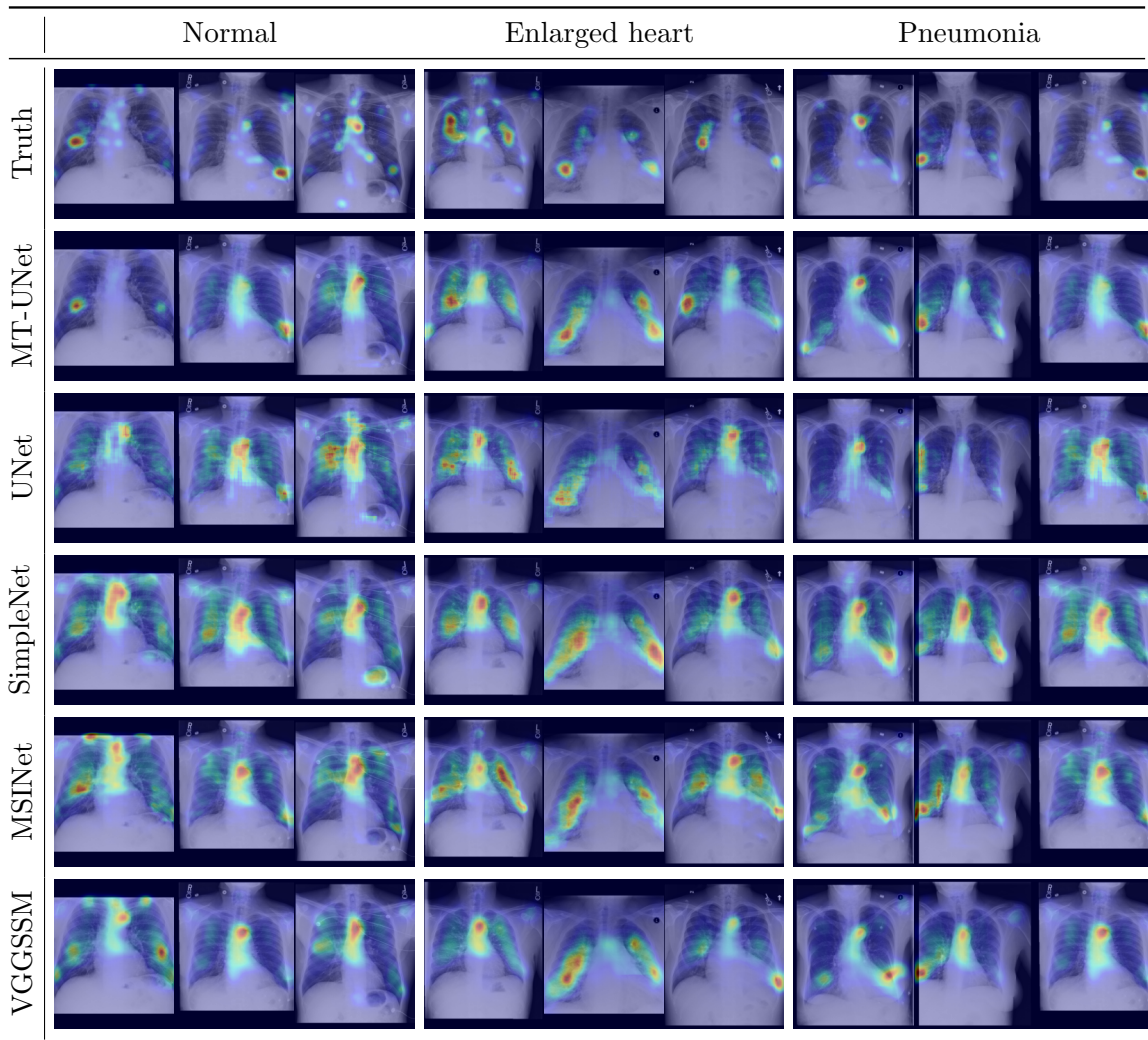 Normal Enlarged heart Pneumonia
Truth
MT-UNet
UNet
SimpleNet
MSINet
VGGSSM